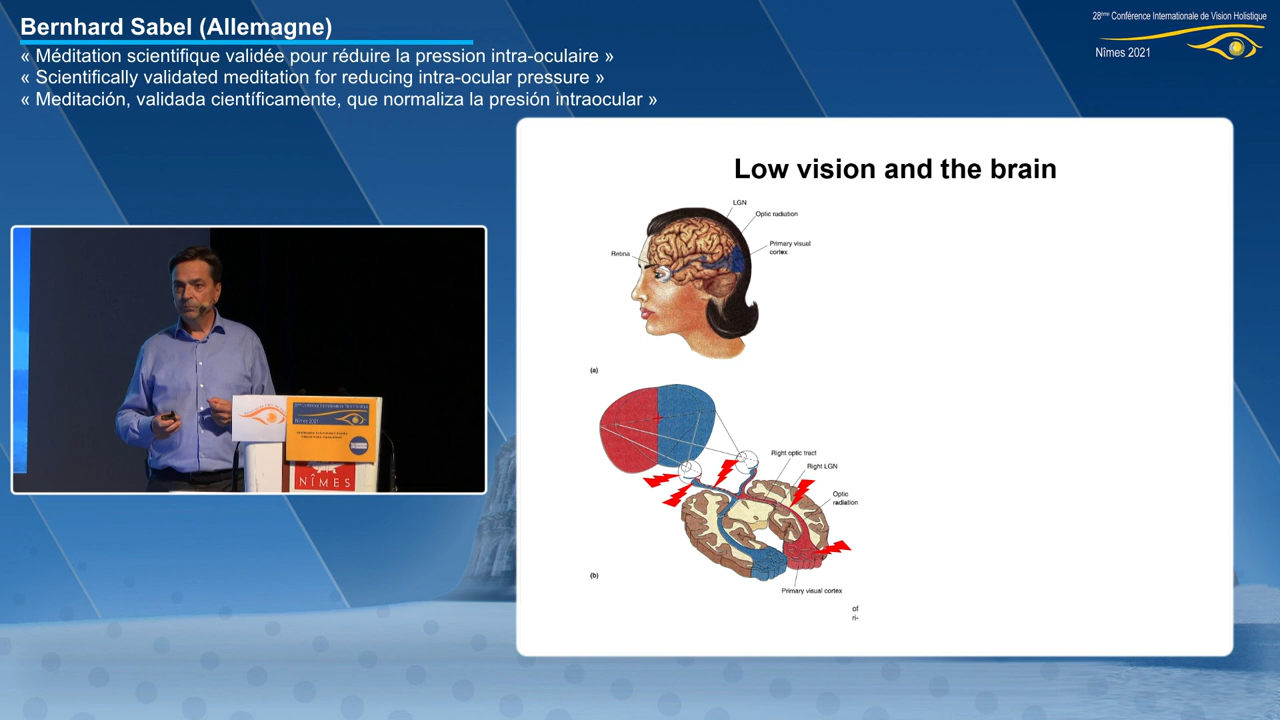 Bernhard Sabel (Allemagne)
« Méditation scientifique validée pour réduire la pression intra-oculaire »
« Scientifically validated meditation for reducing intra-ocular pressure »
« Meditación, validada científicamente, que normaliza la presión intraocular »
28ème Conférence Internationale de Vision Holistique
Nîmes 2021
Low vision and the brain
LGN
Optic radiation
Primary visual
cortex
Retina
(a)
Right optic tract
Right LGN
Optic
radiation
(b)
Primary visual cortex
of
ri-
Nîmes 2021
NÎMES